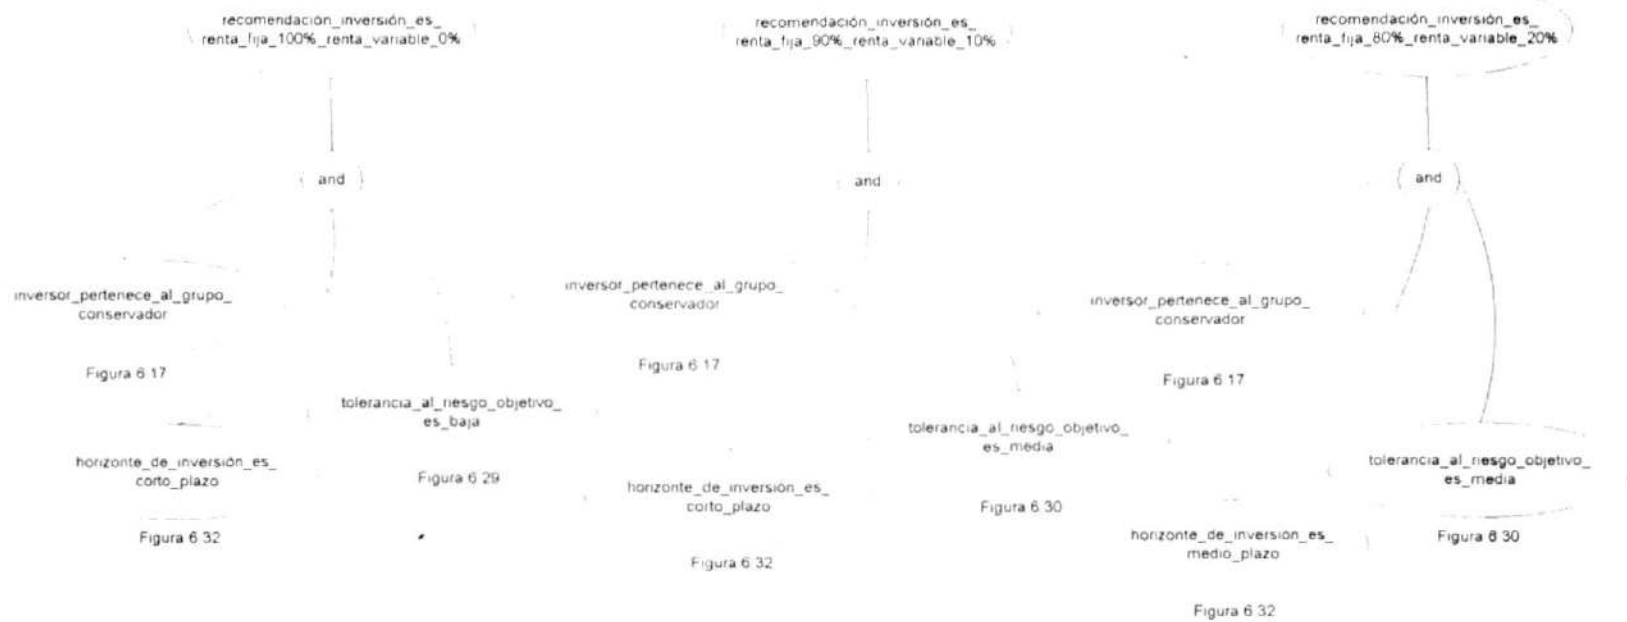 recomendación_inversión_es_
renta_fija_100%_renta_variable_0%
and
inversor_pertenece_al_grupo_
conservador
Figura 6.17
tolerancia_al_riesgo_objetivo_
es_baja
Figura 6.29
horizonte_de_inversión_es_
corto_plazo
Figura 6.32
recomendación_inversión_es_
renta_fija_90%_renta_variable_10%
and
inversor_pertenece_al_grupo_
conservador
Figura 6.17
tolerancia_al_riesgo_objetivo_
es_media
Figura 6.30
horizonte_de_inversión_es_
corto_plazo
Figura 6.32
recomendación_inversión_es_
renta_fija_80%_renta_variable_20%
and
inversor_pertenece_al_grupo_
conservador
Figura 6.17
tolerancia_al_riesgo_objetivo_
es_media
Figura 6.30
horizonte_de_inversión_es_
medio_plazo
Figura 6.32